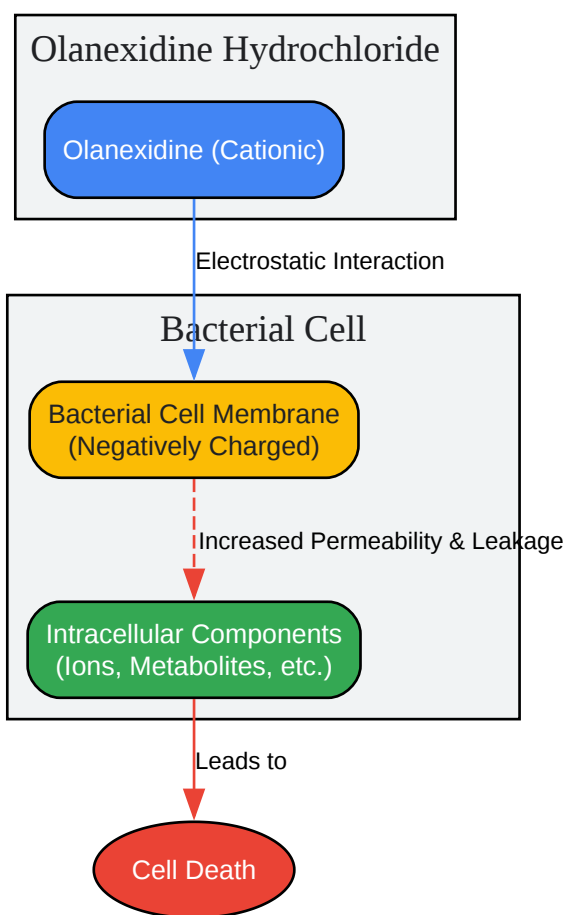 Olanexidine Hydrochloride
Olanexidine (Cationic)
Electrostatic Interaction
Bacterial Cell
Bacterial Cell Membrane
(Negatively Charged)
Increased Permeability & Leakage
Intracellular Components
(Ions, Metabolites, etc.)
Leads to
Cell Death